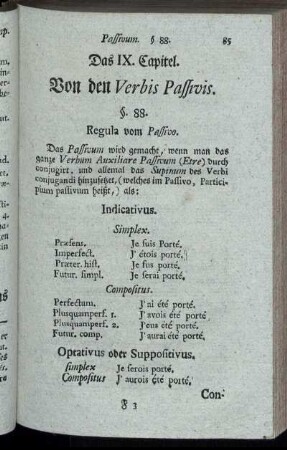 Passivum. § 88. 85
Das IX. Capitel.
Von den Verbis Passivis.
§. 88.
Regula vom Passivo.
Das Passivum wird gemacht, wenn man das
ganze Verbum Auxiliare Passivum (Etre) durch
conjugirt, und allemal das Supinum des Verbi
conjugandi hinzusetzt, (welches im Passivo, Partici-
pium passivum heißt,) als:
Indicativus.
Simplex.
Præsens. Je suis Porté.
Imperfect. J' étois porté.
Præter. hist. Je fus porté.
Futur. simpl. Je serai porté.
Compositus.
Perfectum. J'ai été porté.
Plusquamperf. 1. J'avois été porté
Plusquamperf. 2. J'eus été porté.
Futur. comp. J'aurai été porté.
Optativus oder Suppositivus.
simplex Je serois porté.
Compositus J'aurois été porté.
F 3 Con-